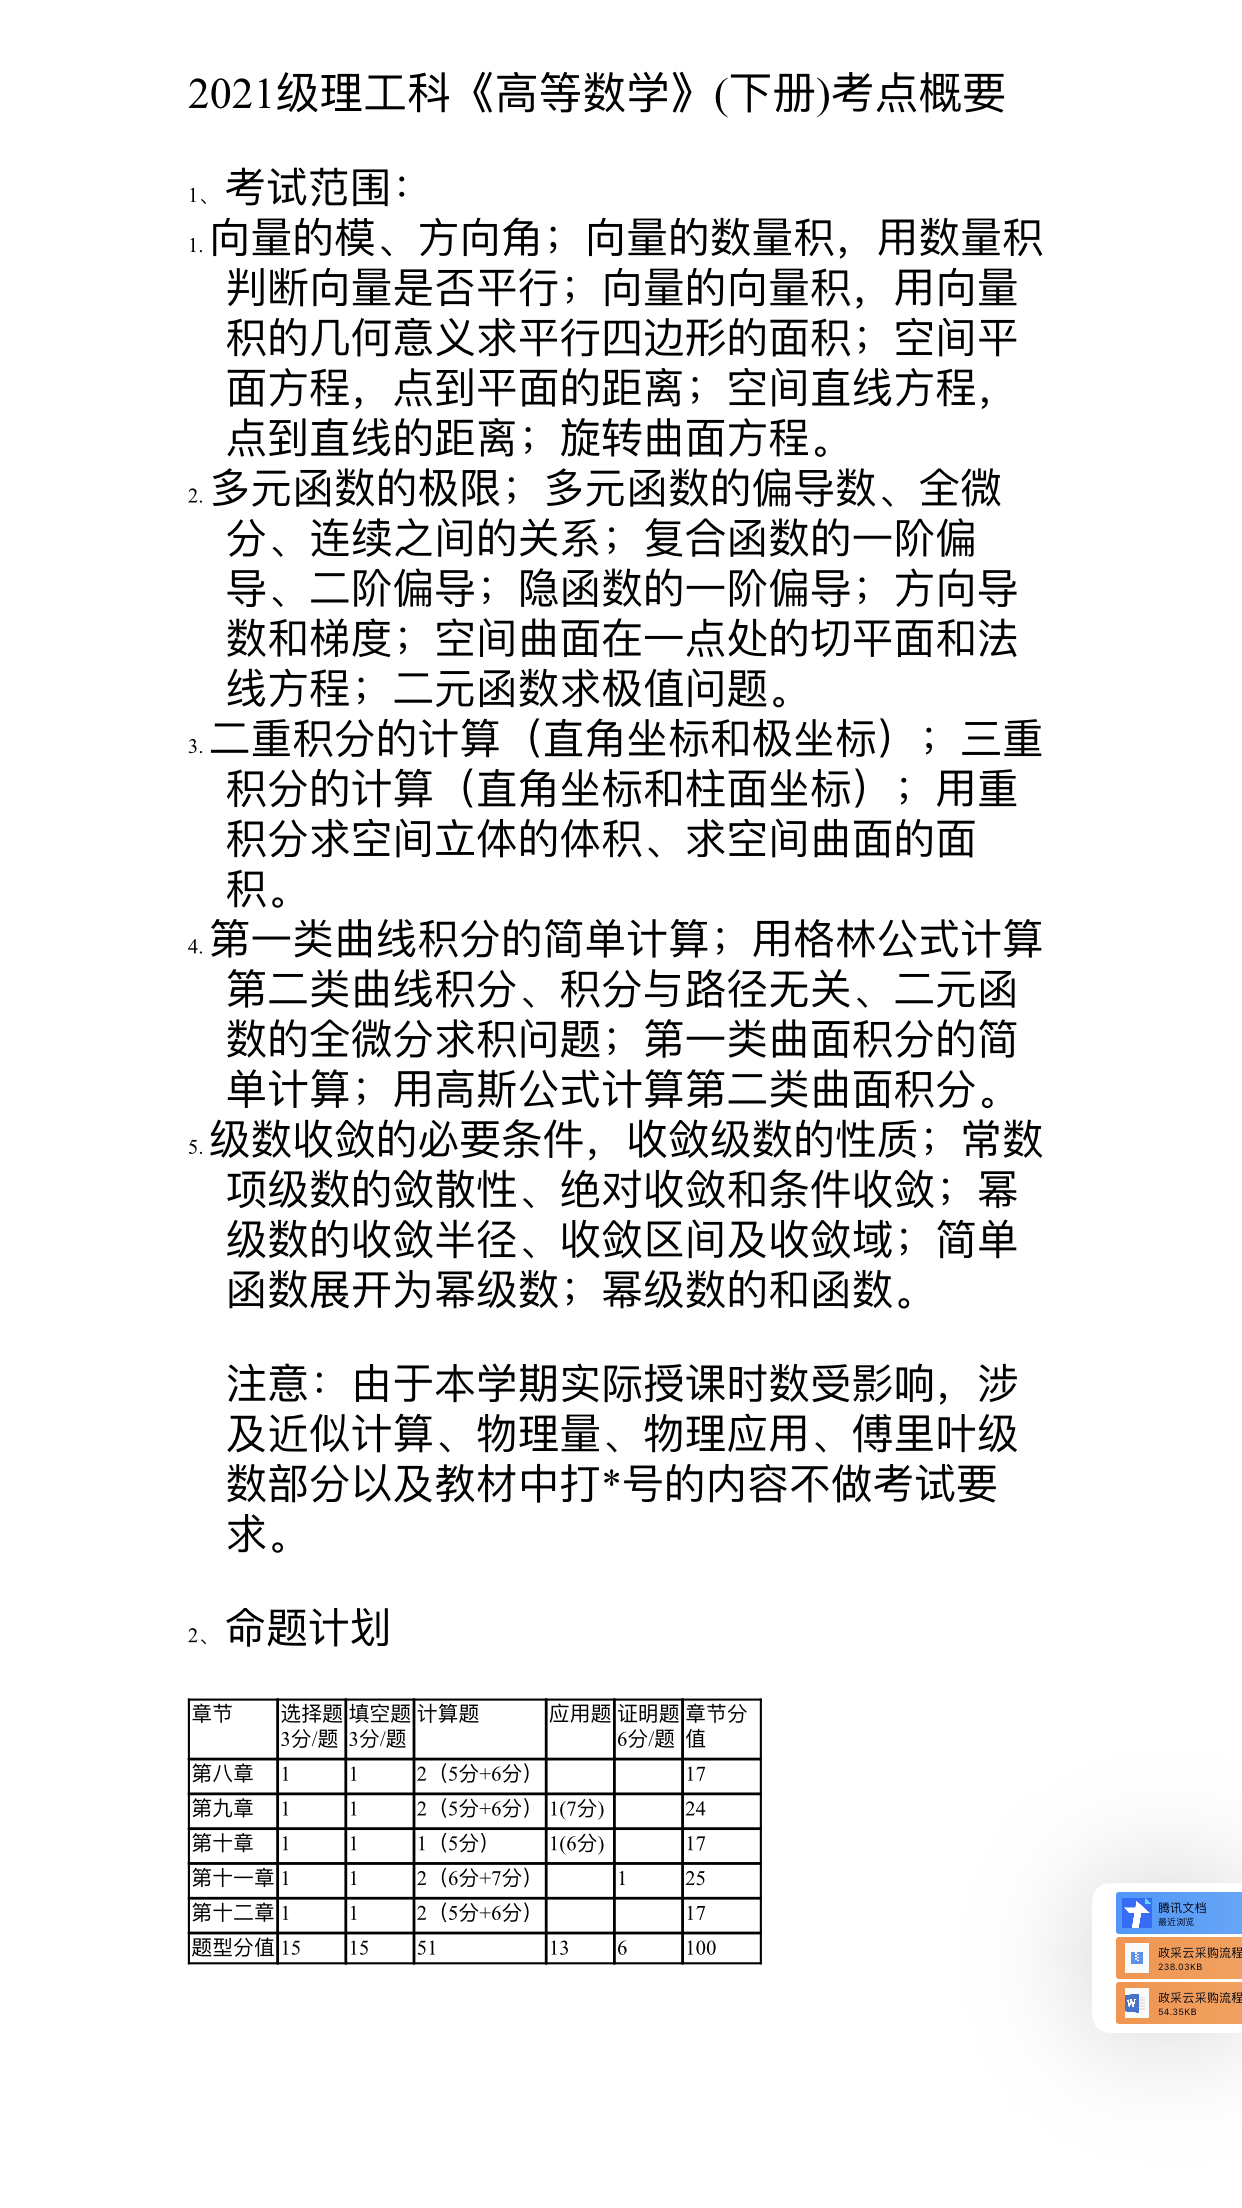 2021级理工科《高等数学》(下册)考点概要
1、考试范围：
1.向量的模、方向角；向量的数量积，用数量积
判断向量是否平行；向量的向量积，用向量
积的几何意义求平行四边形的面积；空间平
面方程，点到平面的距离；空间直线方程，
点到直线的距离；旋转曲面方程。
2.多元函数的极限；多元函数的偏导数、全微
分、连续之间的关系；复合函数的一阶偏
导、二阶偏导；隐函数的一阶偏导；方向导
数和梯度；空间曲面在一点处的切平面和法
线方程；二元函数求极值问题。
3.二重积分的计算（直角坐标和极坐标）；三重
积分的计算（直角坐标和柱面坐标）；用重
积分求空间立体的体积、求空间曲面的面
积。
4.第一类曲线积分的简单计算；用格林公式计算
第二类曲线积分、积分与路径无关、二元函
数的全微分求积问题；第一类曲面积分的简
单计算；用高斯公式计算第二类曲面积分。
5.级数收敛的必要条件，收敛级数的性质；常数
项级数的敛散性、绝对收敛和条件收敛；幂
级数的收敛半径、收敛区间及收敛域；简单
函数展开为幂级数；幂级数的和函数。
注意：由于本学期实际授课时数受影响，涉
及近似计算、物理量、物理应用、傅里叶级
数部分以及教材中打*号的内容不做考试要
求。
2、命题计划
章节 选择题 填空题 计算题 应用题 证明题 章节分
3分/题 3分/题 6分/题 值
第八章 1 1 2（5分+6分） 17
第九章 1 1 2（5分+6分） 1(7分) 24
第十章 1 1 1（5分） 1(6分) 17
第十一章 1 1 2（6分+7分） 1 25
第十二章 1 1 2（5分+6分） 17
题型分值 15 15 51 13 6 100
腾讯文档
最近浏览
政采云采购流程
238.03KB
政采云采购流程
54.35KB